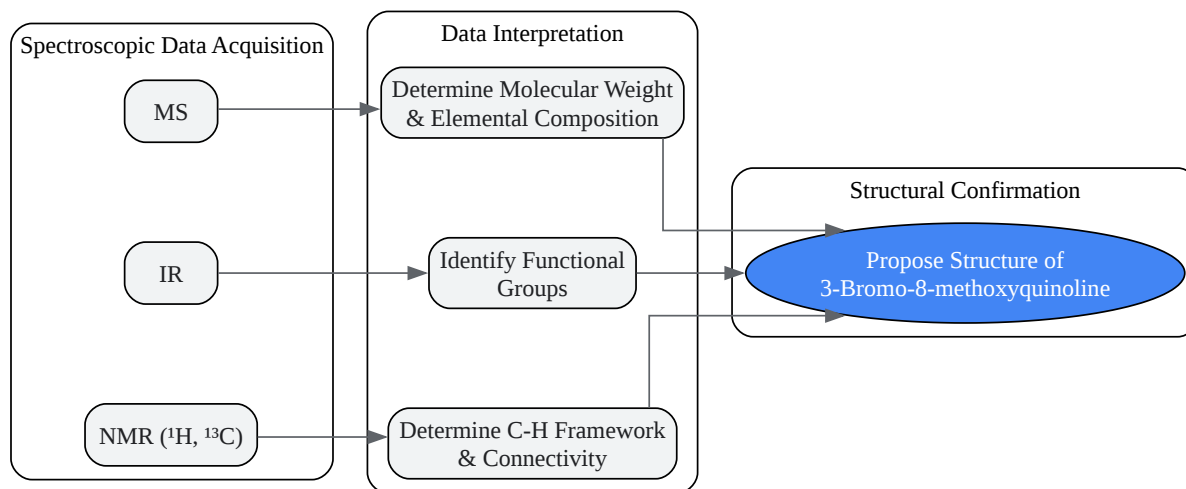 Spectroscopic Data Acquisition
MS
IR
NMR (¹H, ¹³C)
Data Interpretation
Determine Molecular Weight
& Elemental Composition
Identify Functional
Groups
Determine C-H Framework
& Connectivity
Structural Confirmation
Propose Structure of
3-Bromo-8-methoxyquinoline